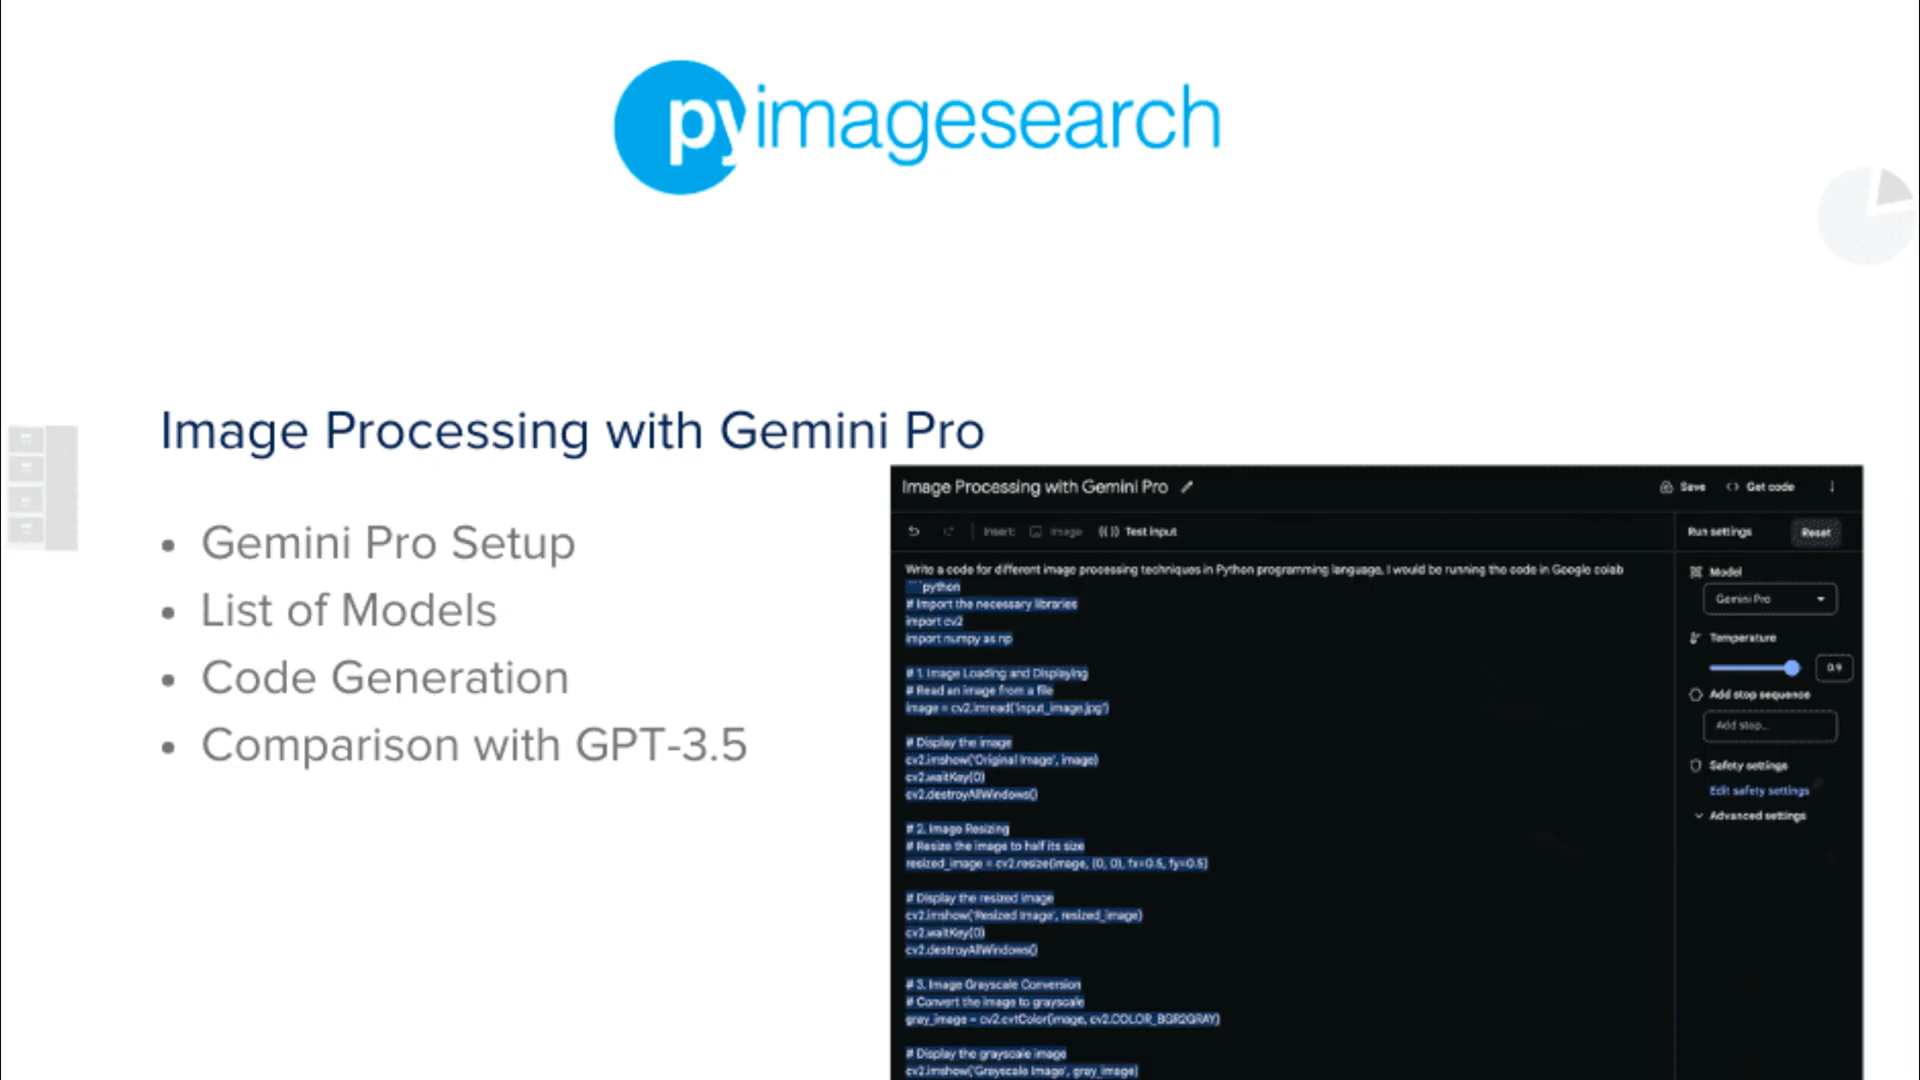 pyimagesearch
Image Processing with Gemini Pro
• Gemini Pro Setup
• List of Models
• Code Generation
• Comparison with GPT-3.5
Image Processing with Gemini Pro
Save <> Get code
Insert: Image {{ }} Test input
Run settings Reset
Write a code for different image processing techniques in Python programming language, I would be running the code in Google colab
```python
# Import the necessary libraries
import cv2
import numpy as np
# 1. Image Loading and Displaying
# Read an image from a file
image = cv2.imread('input_image.jpg')
# Display the image
cv2.imshow('Original Image', image)
cv2.waitKey(0)
cv2.destroyAllWindows()
# 2. Image Resizing
# Resize the image to half its size
resized_image = cv2.resize(image, (0, 0), fx=0.5, fy=0.5)
# Display the resized image
cv2.imshow('Resized Image', resized_image)
cv2.waitKey(0)
cv2.destroyAllWindows()
# 3. Image Grayscale Conversion
# Convert the image to grayscale
gray_image = cv2.cvtColor(image, cv2.COLOR_BGR2GRAY)
# Display the grayscale image
cv2.imshow('Grayscale Image', gray_image)
Model
Gemini Pro
Temperature
0.9
Add stop sequence
Add stop...
Safety settings
Edit safety settings
Advanced settings